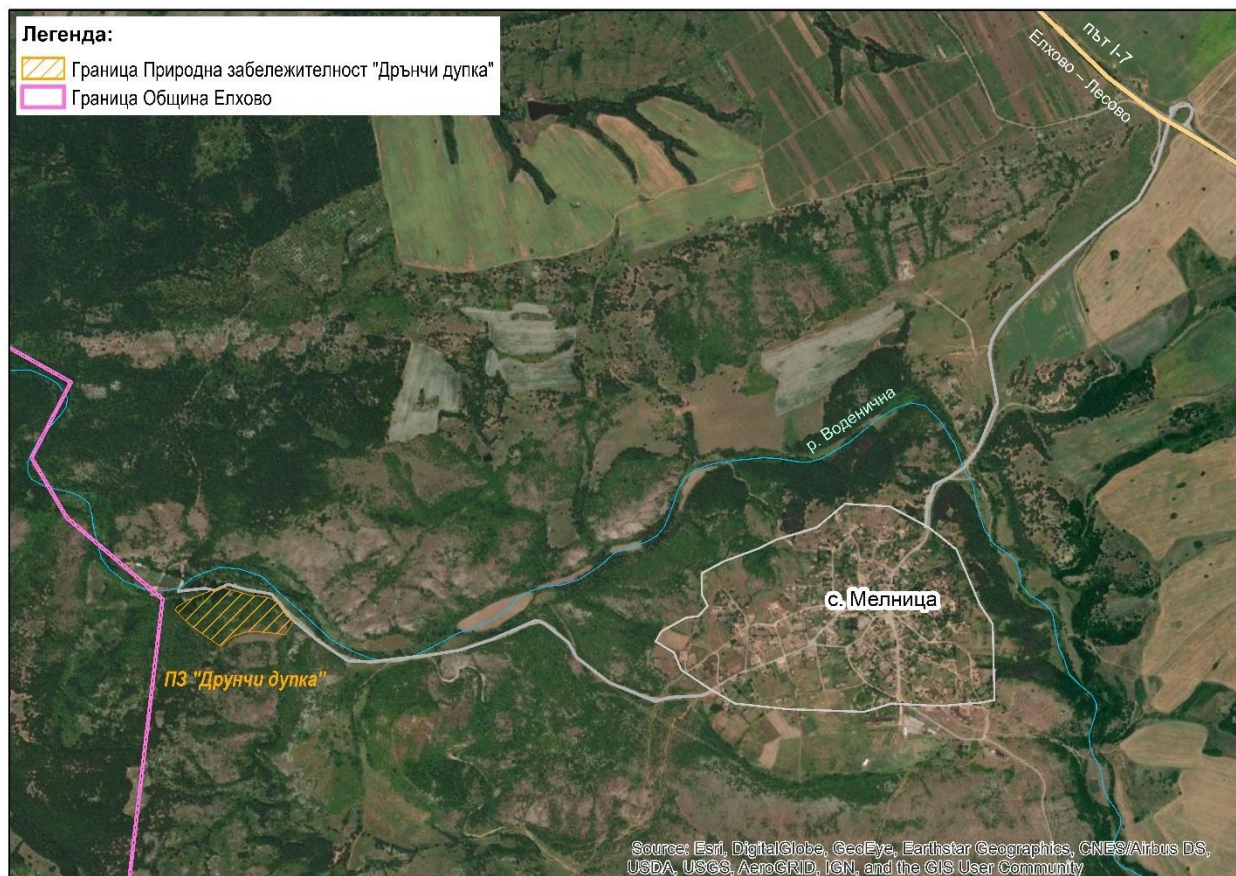 Легенда:
Граница Природна забележителност "Дрънчи дупка"
Граница Община Елхово
път I-7
Елхово – Лесово
р. Воденична
с. Мелница
ПЗ "Друнчи дупка"
Source: Esri, DigitalGlobe, GeoEye, Earthstar Geographics, CNES/Airbus DS,
USDA, USGS, AeroGRID, IGN, and the GIS User Community